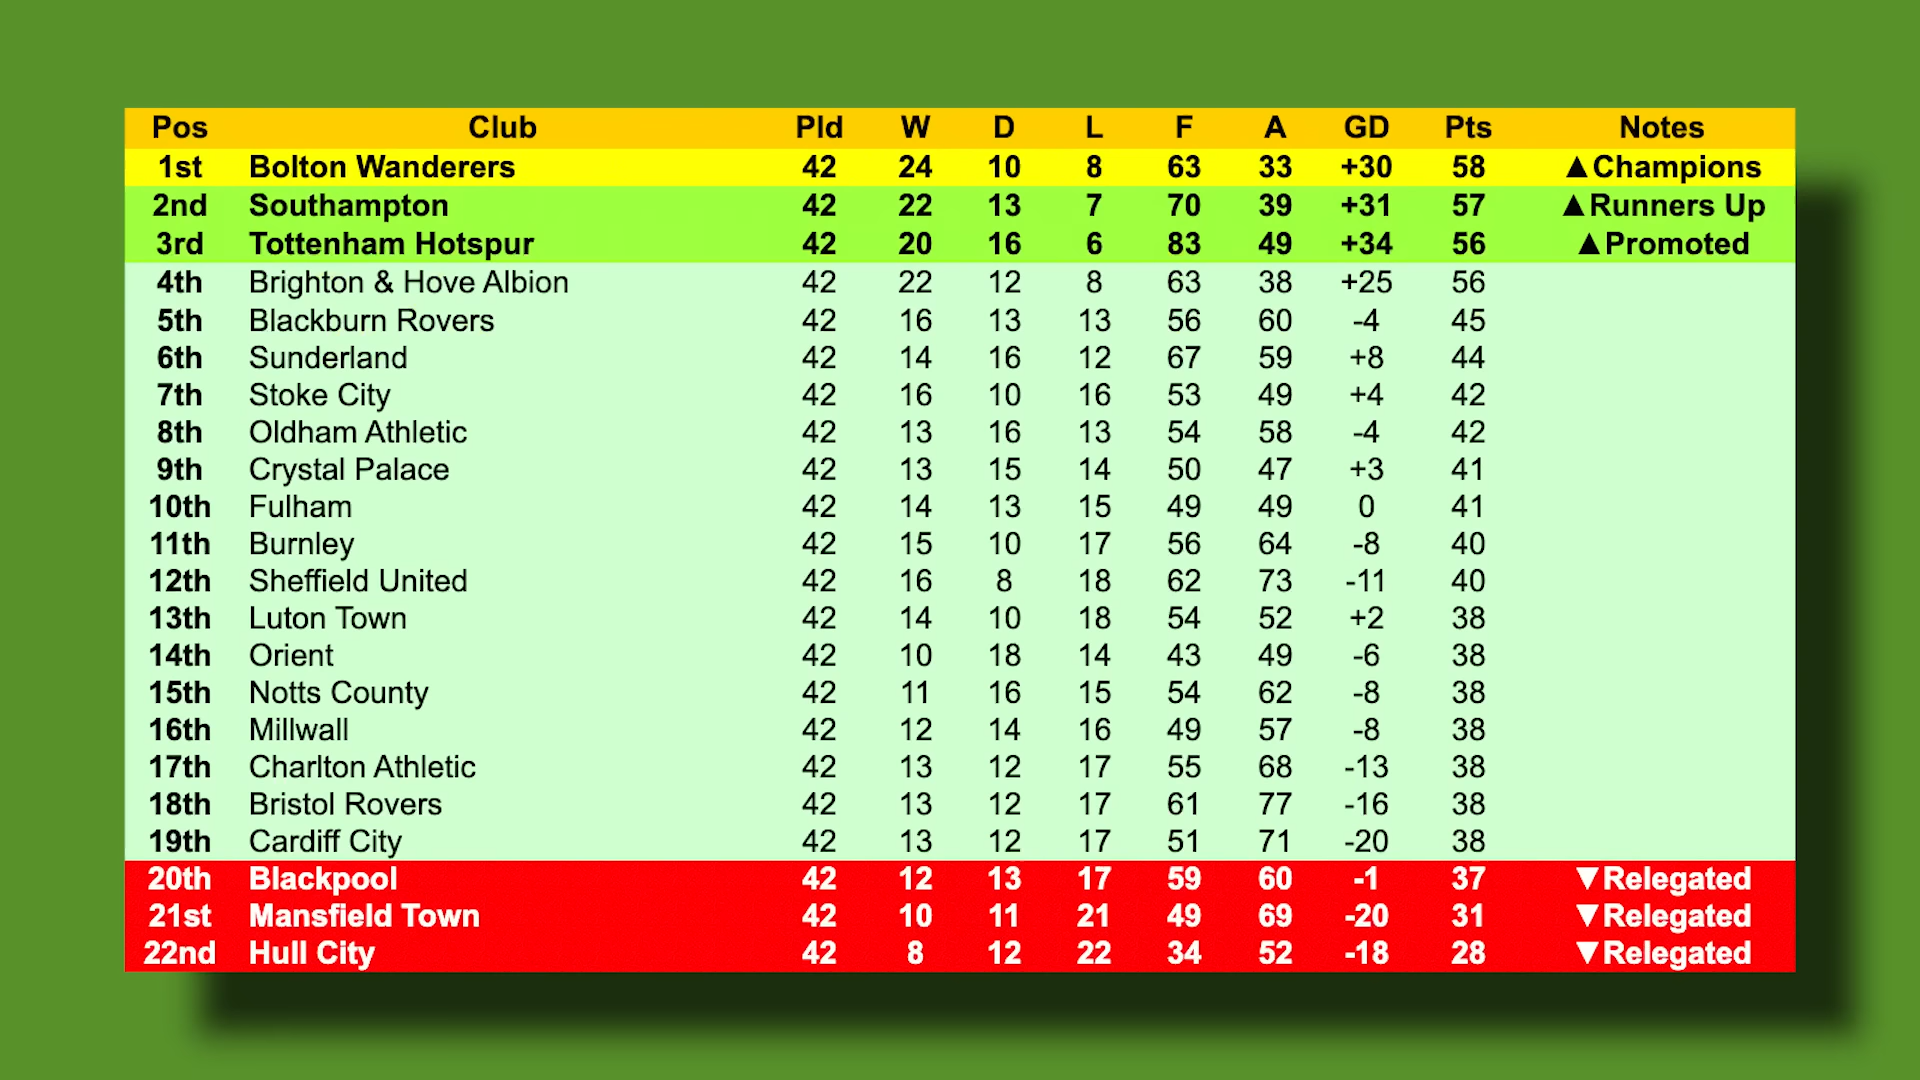 Pos Club Pld W D L F A GD Pts Notes
1st Bolton Wanderers 42 24 10 8 63 33 +30 58 ▲Champions
2nd Southampton 42 22 13 7 70 39 +31 57 ▲Runners Up
3rd Tottenham Hotspur 42 20 16 6 83 49 +34 56 ▲Promoted
4th Brighton & Hove Albion 42 22 12 8 63 38 +25 56
5th Blackburn Rovers 42 16 13 13 56 60 -4 45
6th Sunderland 42 14 16 12 67 59 +8 44
7th Stoke City 42 16 10 16 53 49 +4 42
8th Oldham Athletic 42 13 16 13 54 58 -4 42
9th Crystal Palace 42 13 15 14 50 47 +3 41
10th Fulham 42 14 13 15 49 49 0 41
11th Burnley 42 15 10 17 56 64 -8 40
12th Sheffield United 42 16 8 18 62 73 -11 40
13th Luton Town 42 14 10 18 54 52 +2 38
14th Orient 42 10 18 14 43 49 -6 38
15th Notts County 42 11 16 15 54 62 -8 38
16th Millwall 42 12 14 16 49 57 -8 38
17th Charlton Athletic 42 13 12 17 55 68 -13 38
18th Bristol Rovers 42 13 12 17 61 77 -16 38
19th Cardiff City 42 13 12 17 51 71 -20 38
20th Blackpool 42 12 13 17 59 60 -1 37 ▼Relegated
21st Mansfield Town 42 10 11 21 49 69 -20 31 ▼Relegated
22nd Hull City 42 8 12 22 34 52 -18 28 ▼Relegated